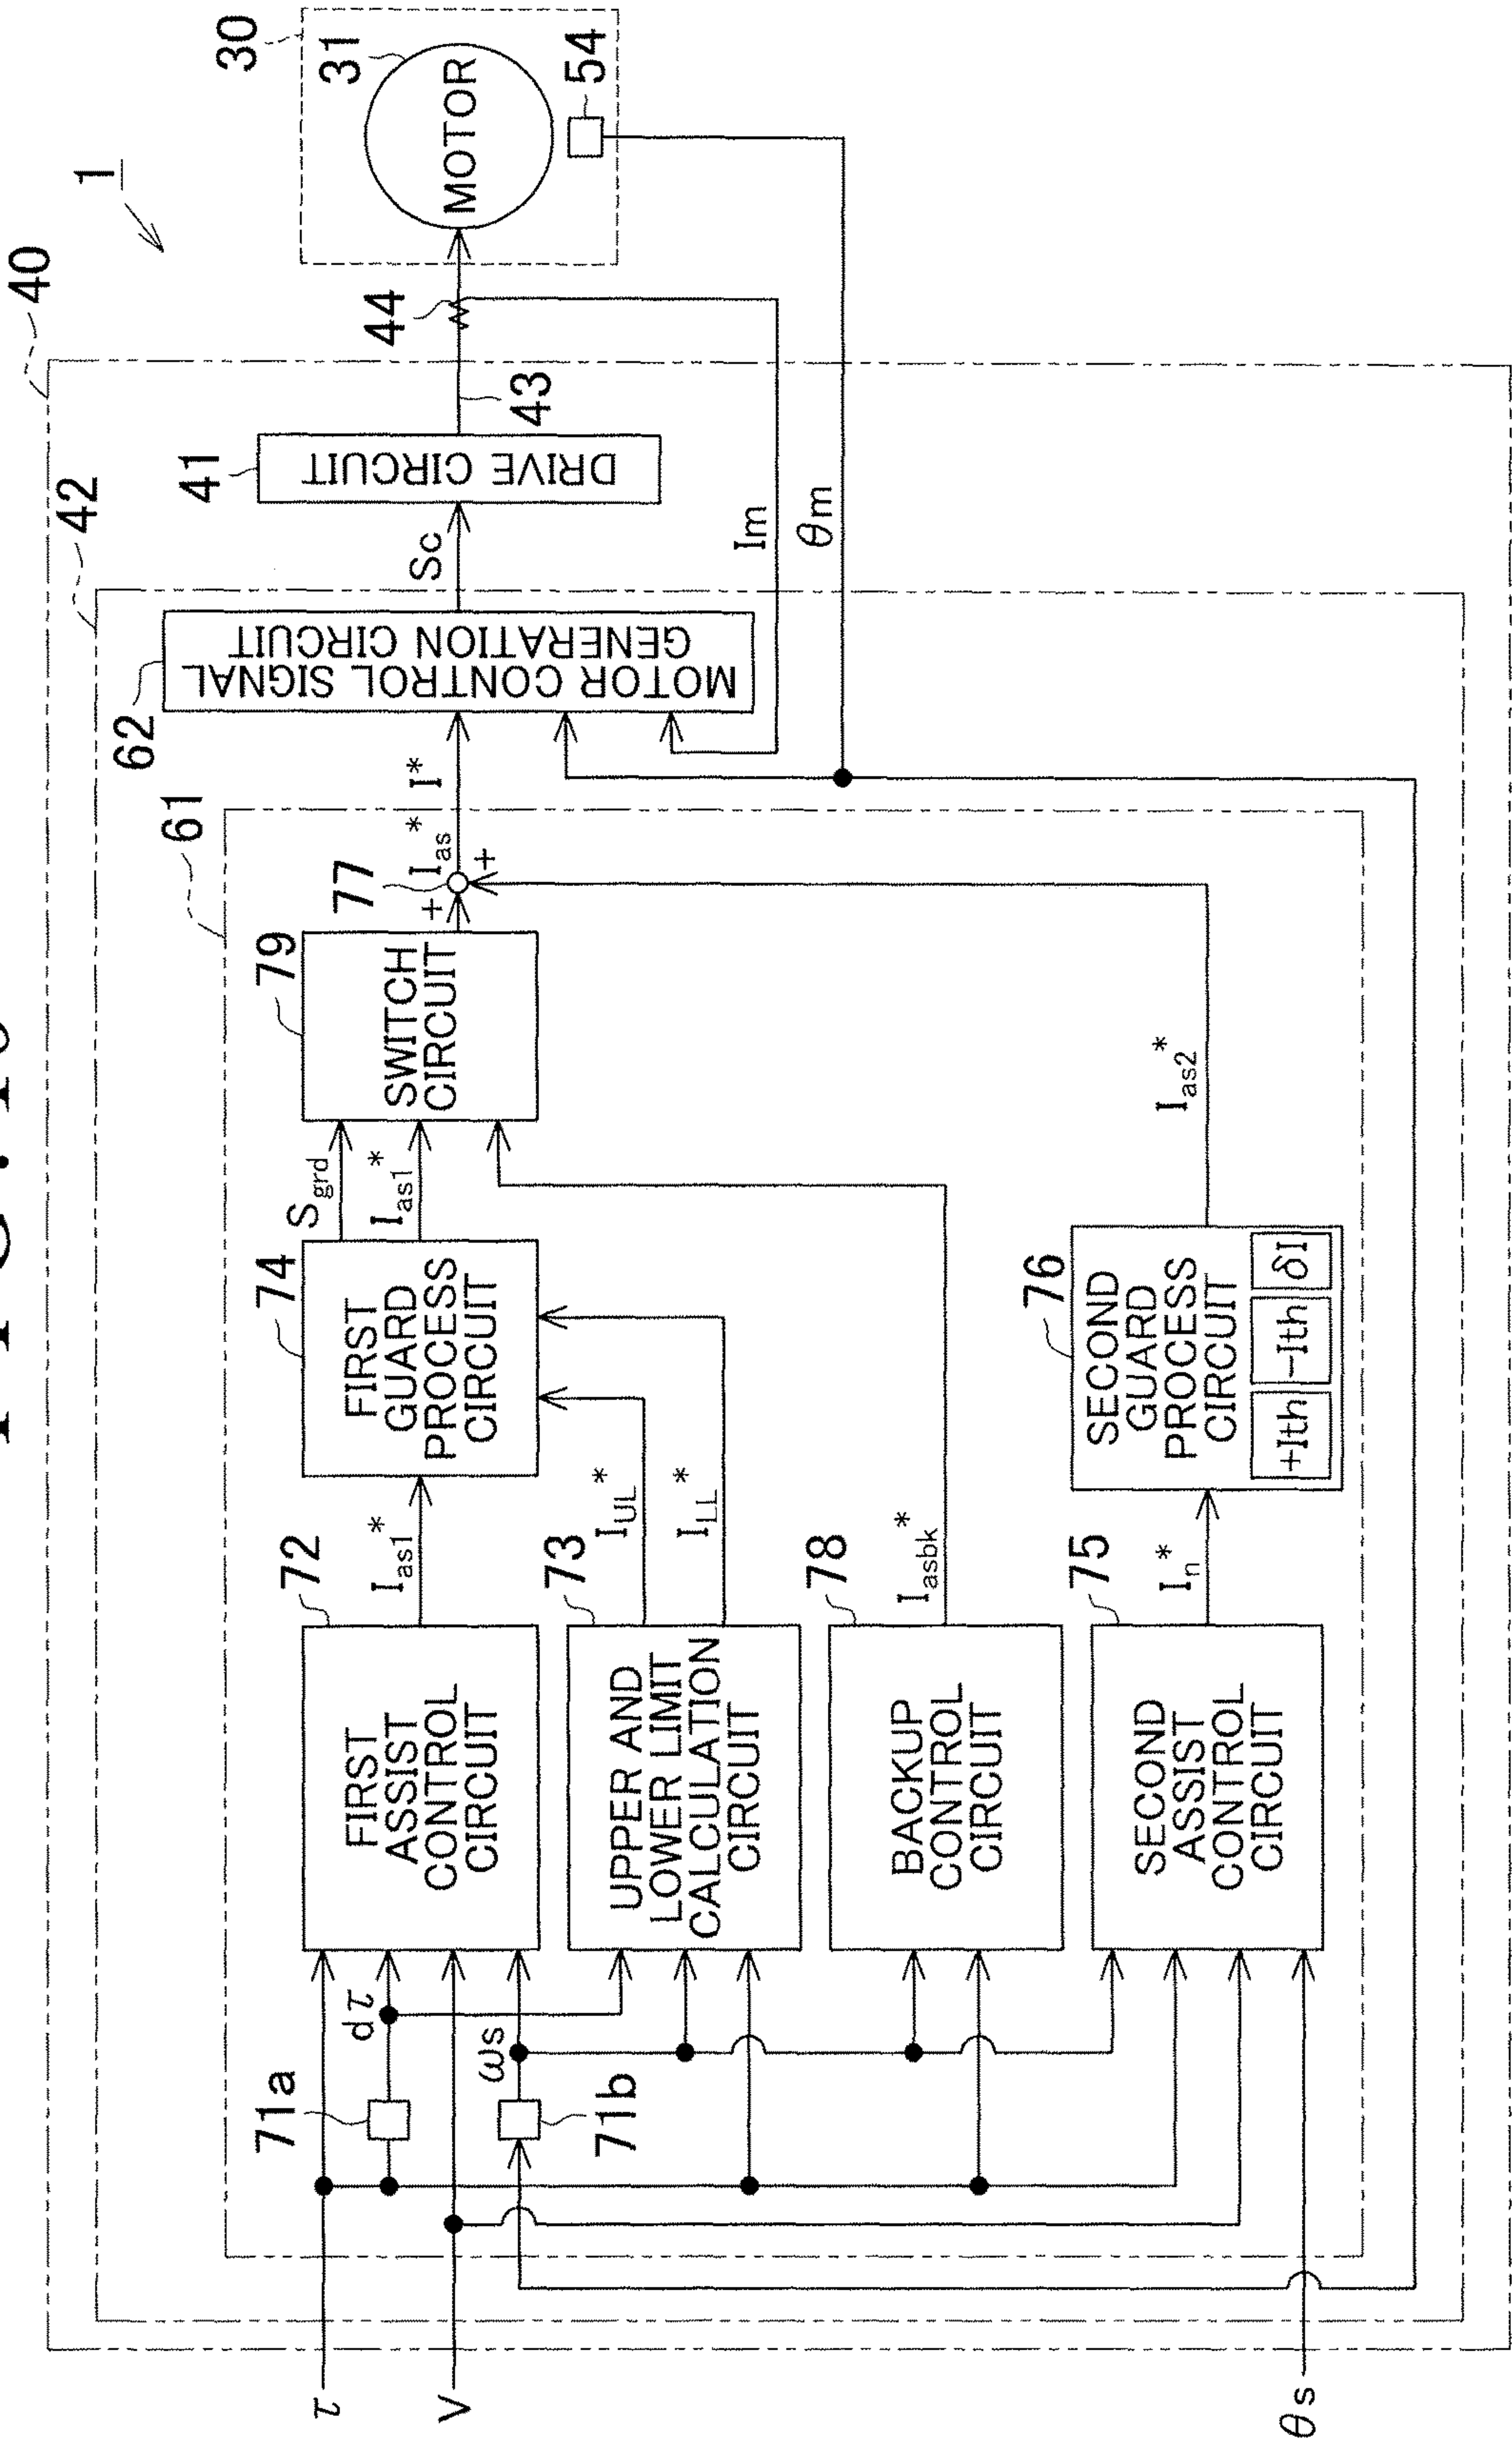 1
40
42
61
30
31
MOTOR
54
44
43
41
DRIVE CIRCUIT
Sc
62
MOTOR CONTROL SIGNAL
GENERATION CIRCUIT
Im
θm
I*
Ias*
77
+
+
79
SWITCH
CIRCUIT
Sgrd
Ias1*
74
FIRST
GUARD
PROCESS
CIRCUIT
Ias1*
72
FIRST
ASSIST
CONTROL
CIRCUIT
IUL*
ILL*
73
UPPER AND
LOWER LIMIT
CALCULATION
CIRCUIT
Iasbk*
78
BACKUP
CONTROL
CIRCUIT
Ias2*
76
SECOND
GUARD
PROCESS
CIRCUIT
+Ith
−Ith
δI
In*
75
SECOND
ASSIST
CONTROL
CIRCUIT
dτ
71a
ωs
71b
τ
V
θs